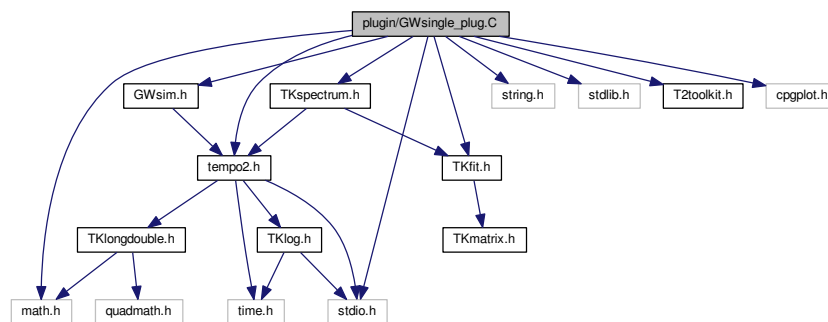 plugin/GWsingle_plug.C
GWsim.h
TKspectrum.h
string.h
stdlib.h
T2toolkit.h
cpgplot.h
tempo2.h
TKfit.h
TKlongdouble.h
TKlog.h
TKmatrix.h
math.h
quadmath.h
time.h
stdio.h